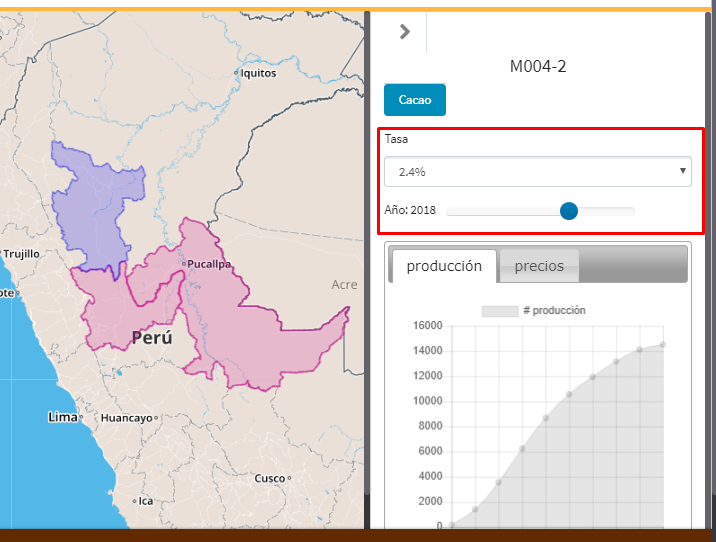 M004-2
Cacao
Tasa
2.4%
Año: 2018
producción
precios
# producción
16000
14000
12000
10000
8000
6000
4000
2000
0
Iquitos
Trujillo
Pucallpa
Acre
ote
Perú
Lima
Huancayo
Cusco
Ica